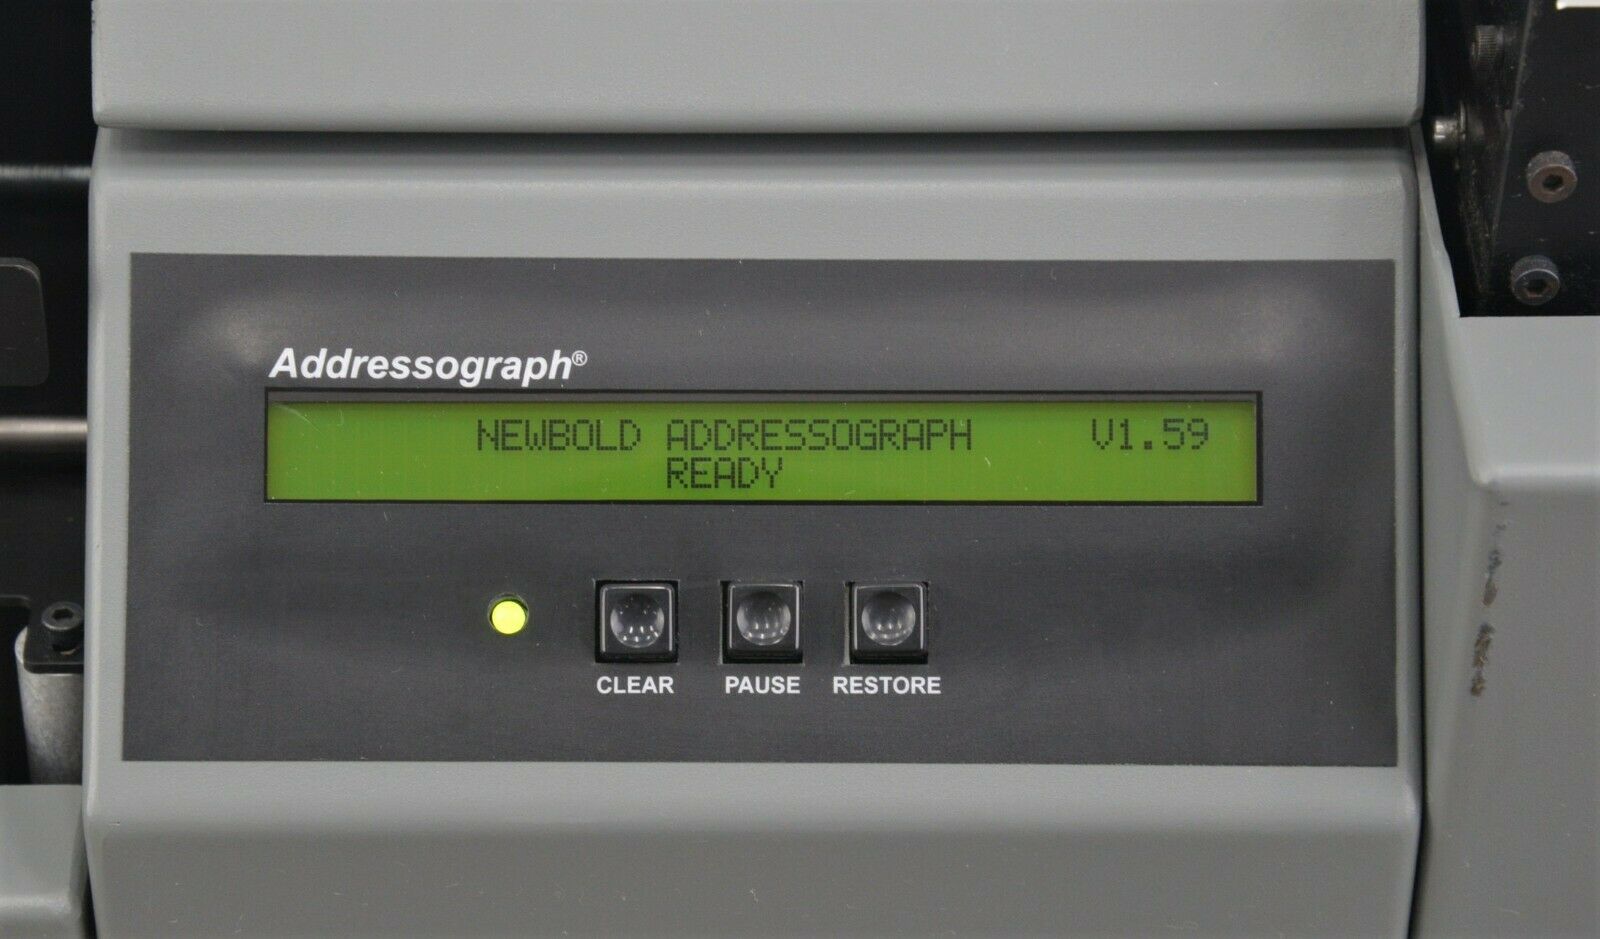 Addressograph®
NEWBOLD ADDRESSOGRAPH V1.59
READY
CLEAR PAUSE RESTORE